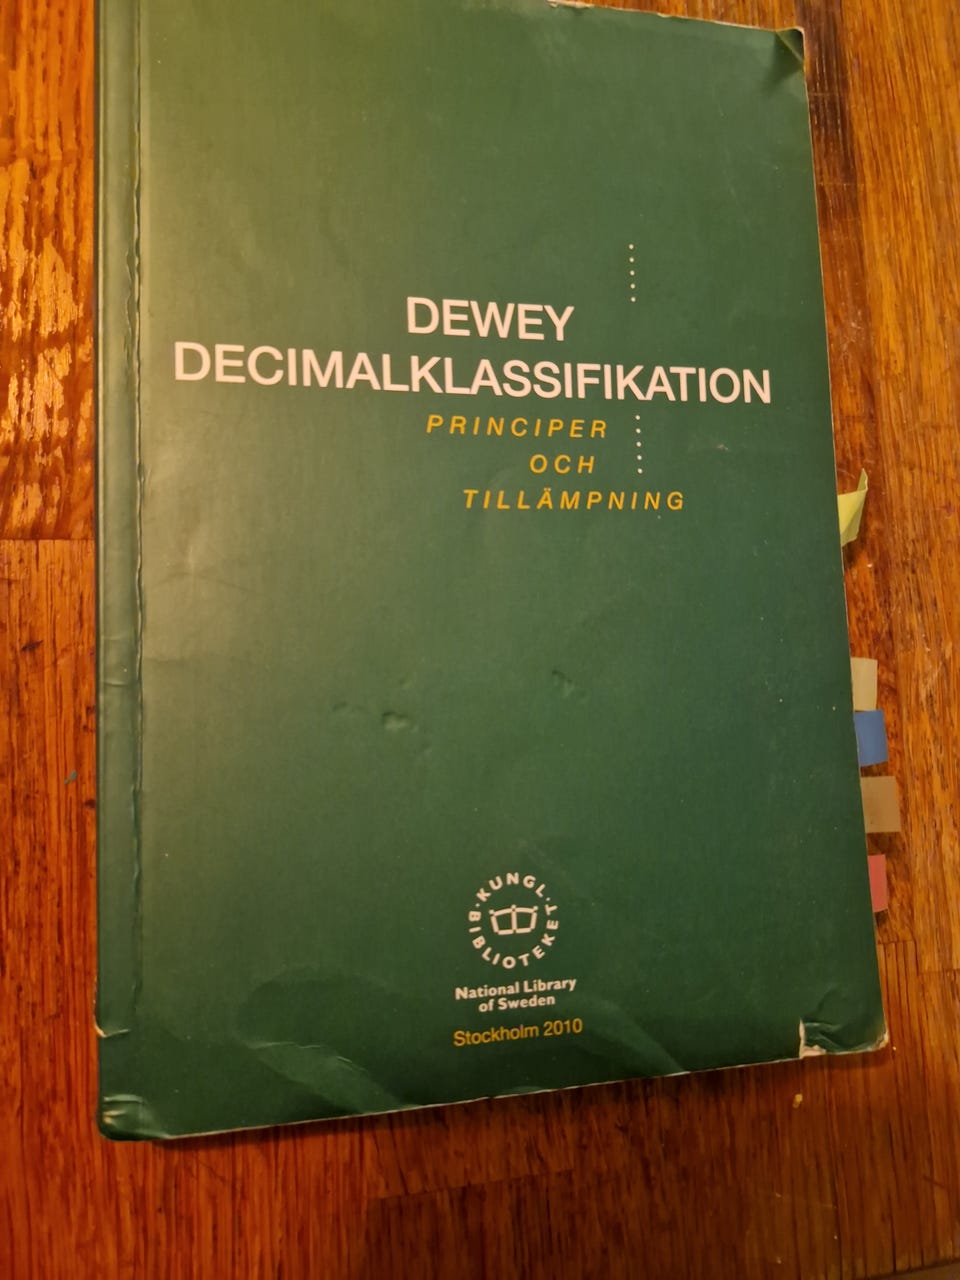 DEWEY
DECIMALKLASSIFIKATION
PRINCIPER
OCH
TILLÄMPNING
KUNGL.
BIBLIOTEKET
National Library
of Sweden
Stockholm 2010